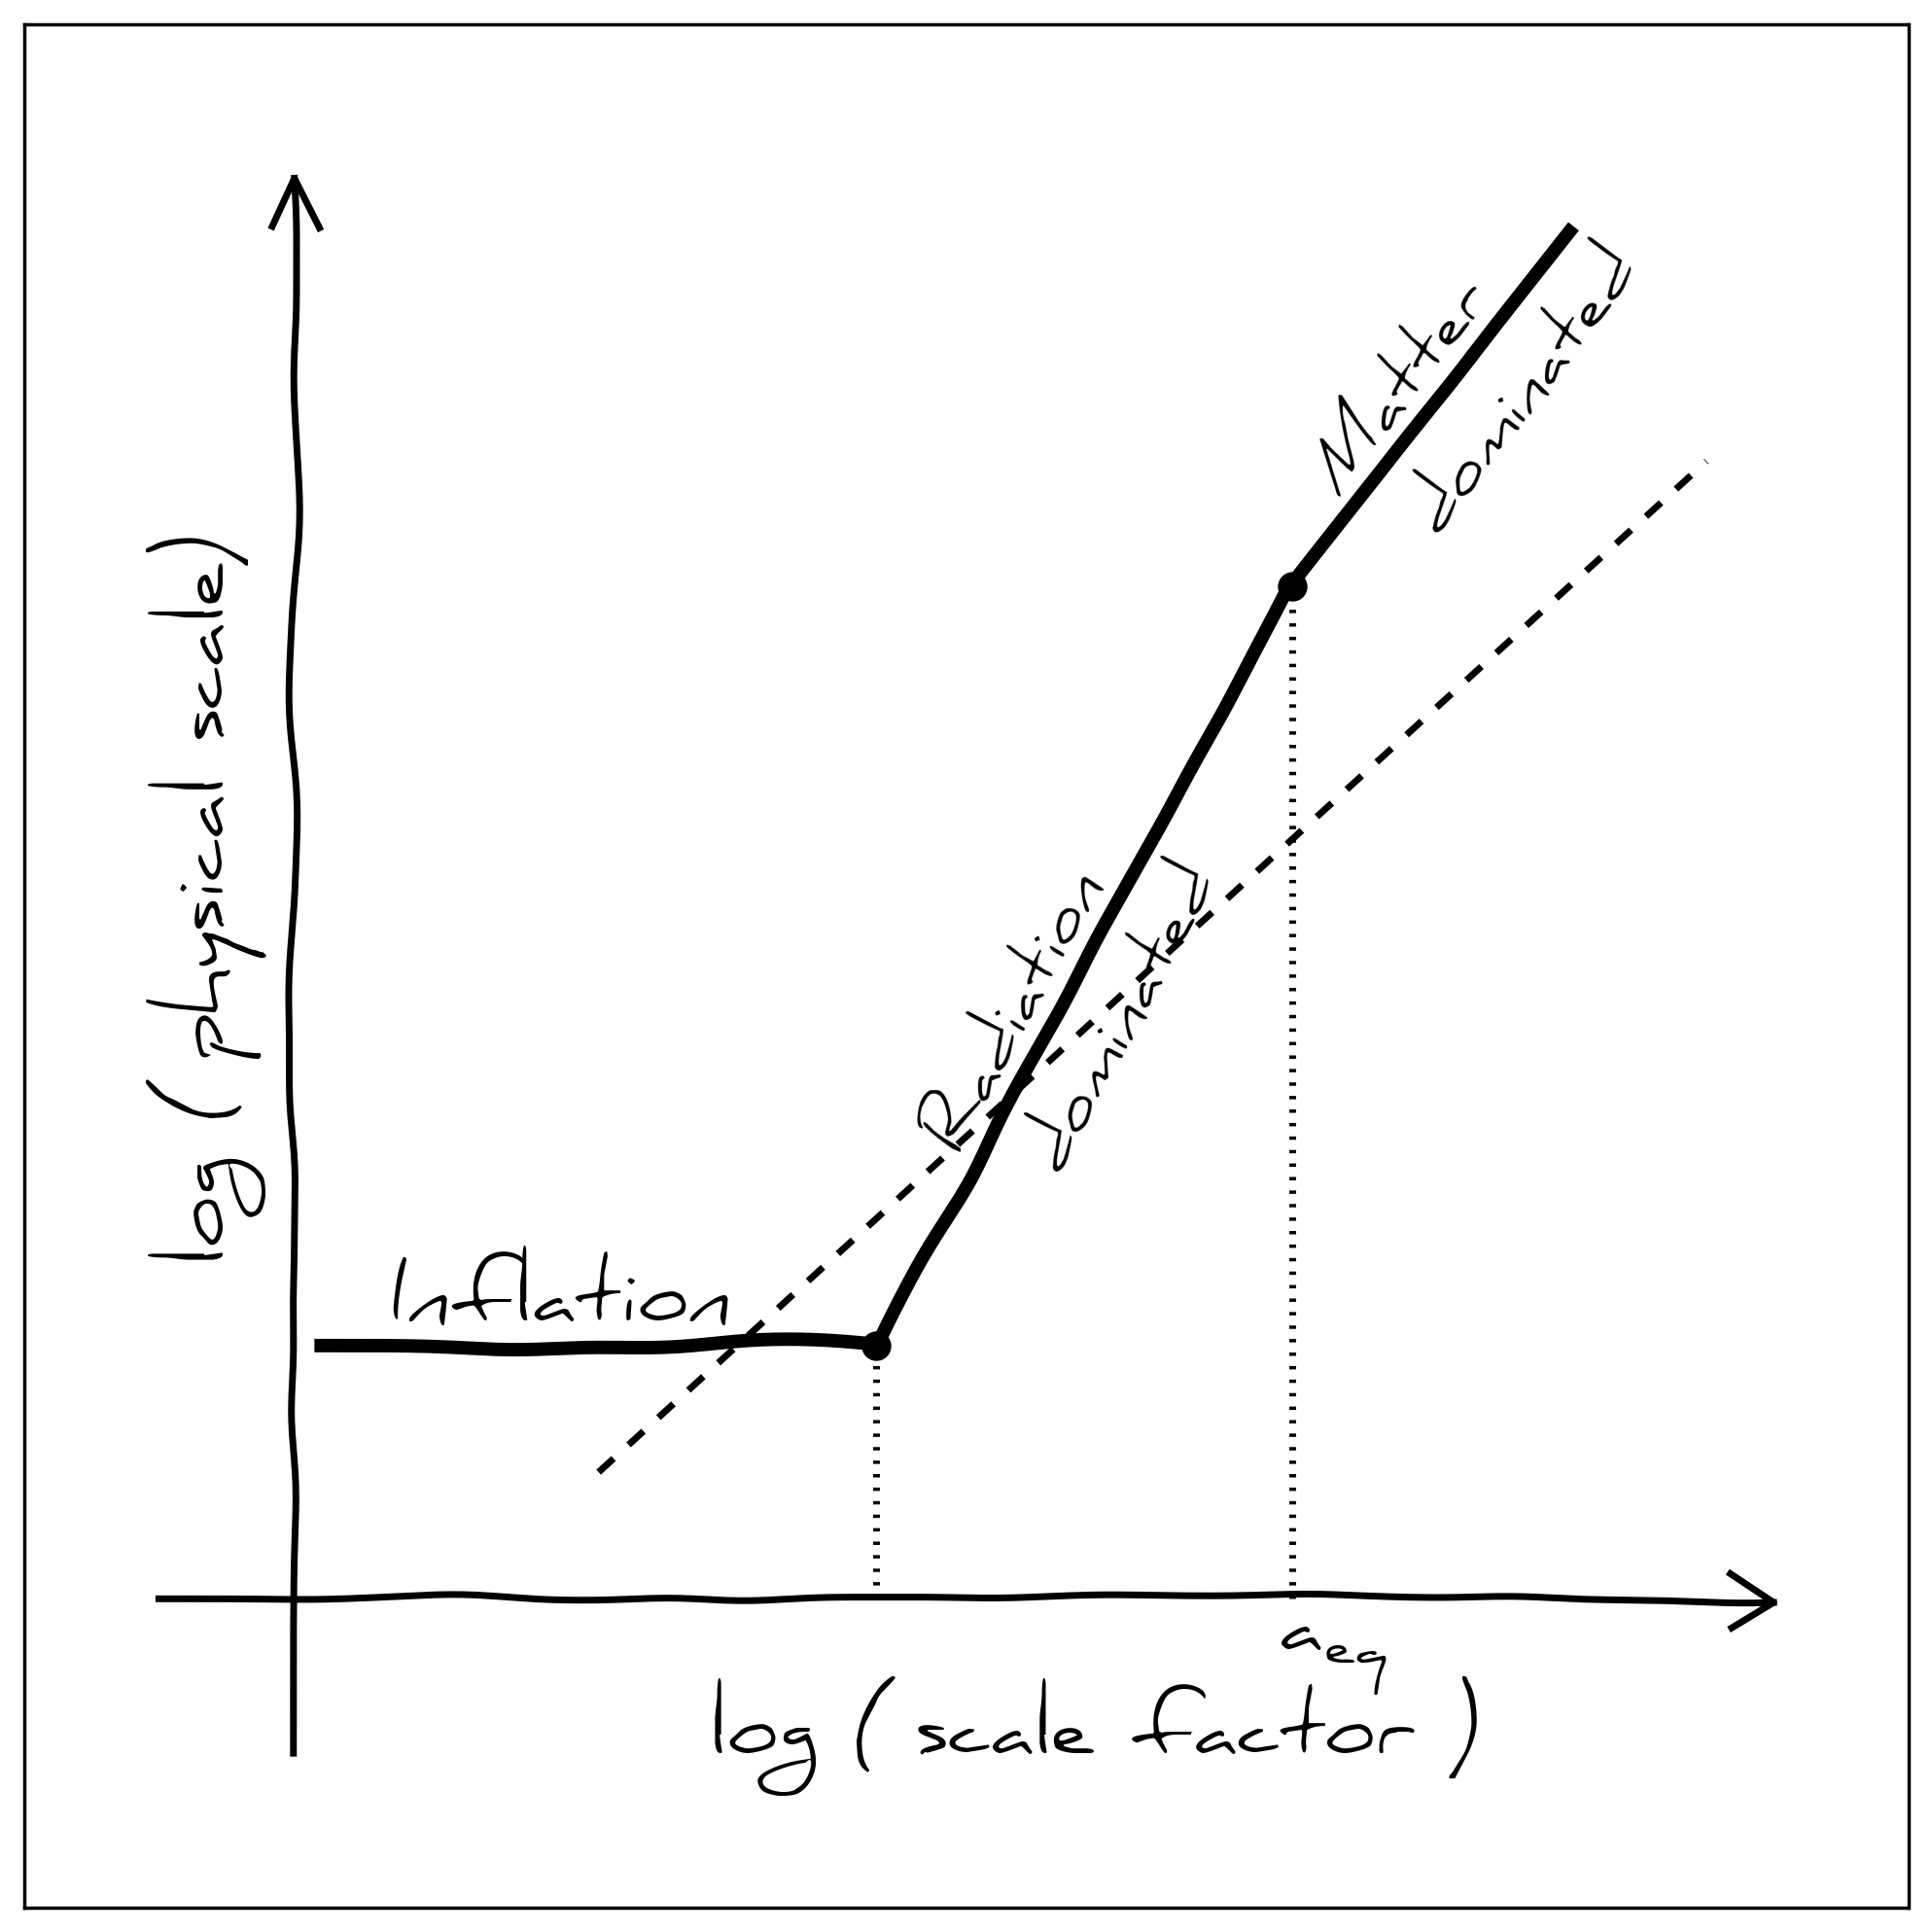 log ( physical scale )
Inflation
Radiation
dominated
Matter
dominated
a_eq
log ( scale factor )